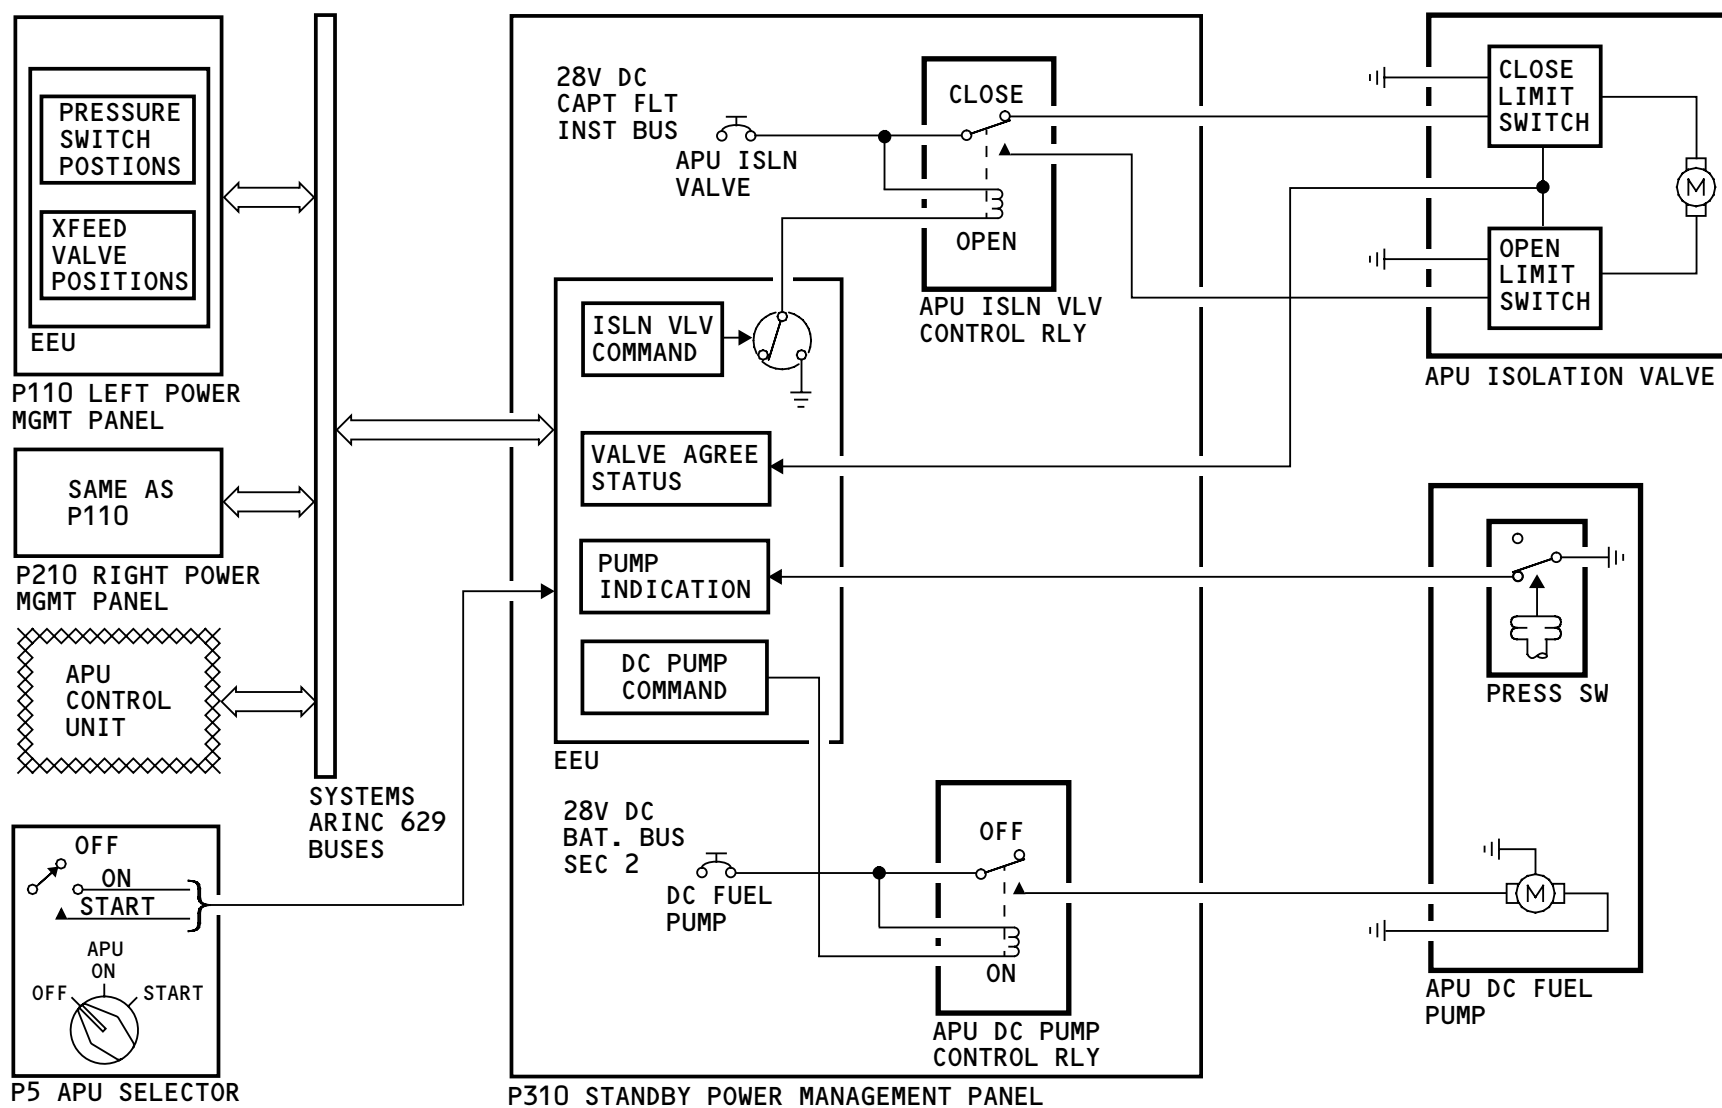 PRESSURE
SWITCH
POSTIONS
XFEED
VALVE
POSITIONS
EEU
P110 LEFT POWER
MGMT PANEL
SAME AS
P110
P210 RIGHT POWER
MGMT PANEL
APU
CONTROL
UNIT
SYSTEMS
ARINC 629
BUSES
OFF
ON
START
APU
ON
OFF
START
P5 APU SELECTOR
28V DC
CAPT FLT
INST BUS
APU ISLN
VALVE
CLOSE
OPEN
APU ISLN VLV
CONTROL RLY
ISLN VLV
COMMAND
VALVE AGREE
STATUS
PUMP
INDICATION
DC PUMP
COMMAND
EEU
28V DC
BAT. BUS
SEC 2
DC FUEL
PUMP
OFF
ON
APU DC PUMP
CONTROL RLY
P310 STANDBY POWER MANAGEMENT PANEL
CLOSE
LIMIT
SWITCH
M
OPEN
LIMIT
SWITCH
APU ISOLATION VALVE
PRESS SW
M
APU DC FUEL
PUMP